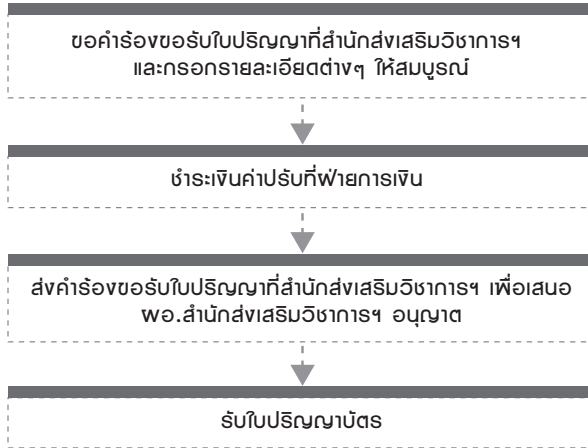 ขอคำร้องขอรับใบปริญญาที่สำนักส่งเสริมวิชาการฯ
และกรอกรายละเอียดต่างๆ ให้สมบูรณ์
ชำระเงินค่าปรับที่ฝ่ายการเงิน
ส่งคำร้องขอรับใบปริญญาที่สำนักส่งเสริมวิชาการฯ เพื่อเสนอ
ผอ.สำนักส่งเสริมวิชาการฯ อนุญาต
รับใบปริญญาบัตร